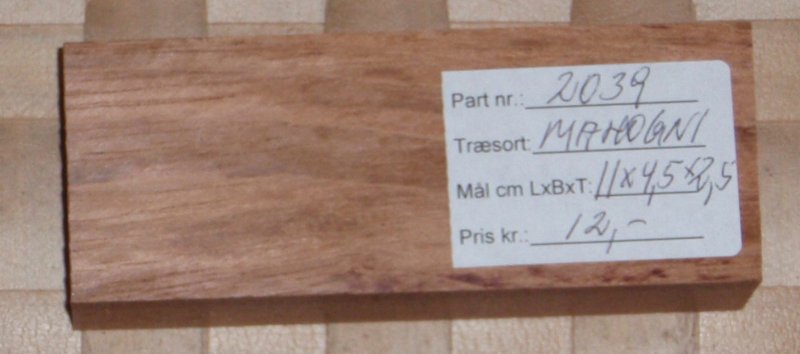 Part nr.: 2039
Træsort: MAHOGNI
Mål cm LxBxT: 11x4,5x2,5
Pris kr.: 12,-